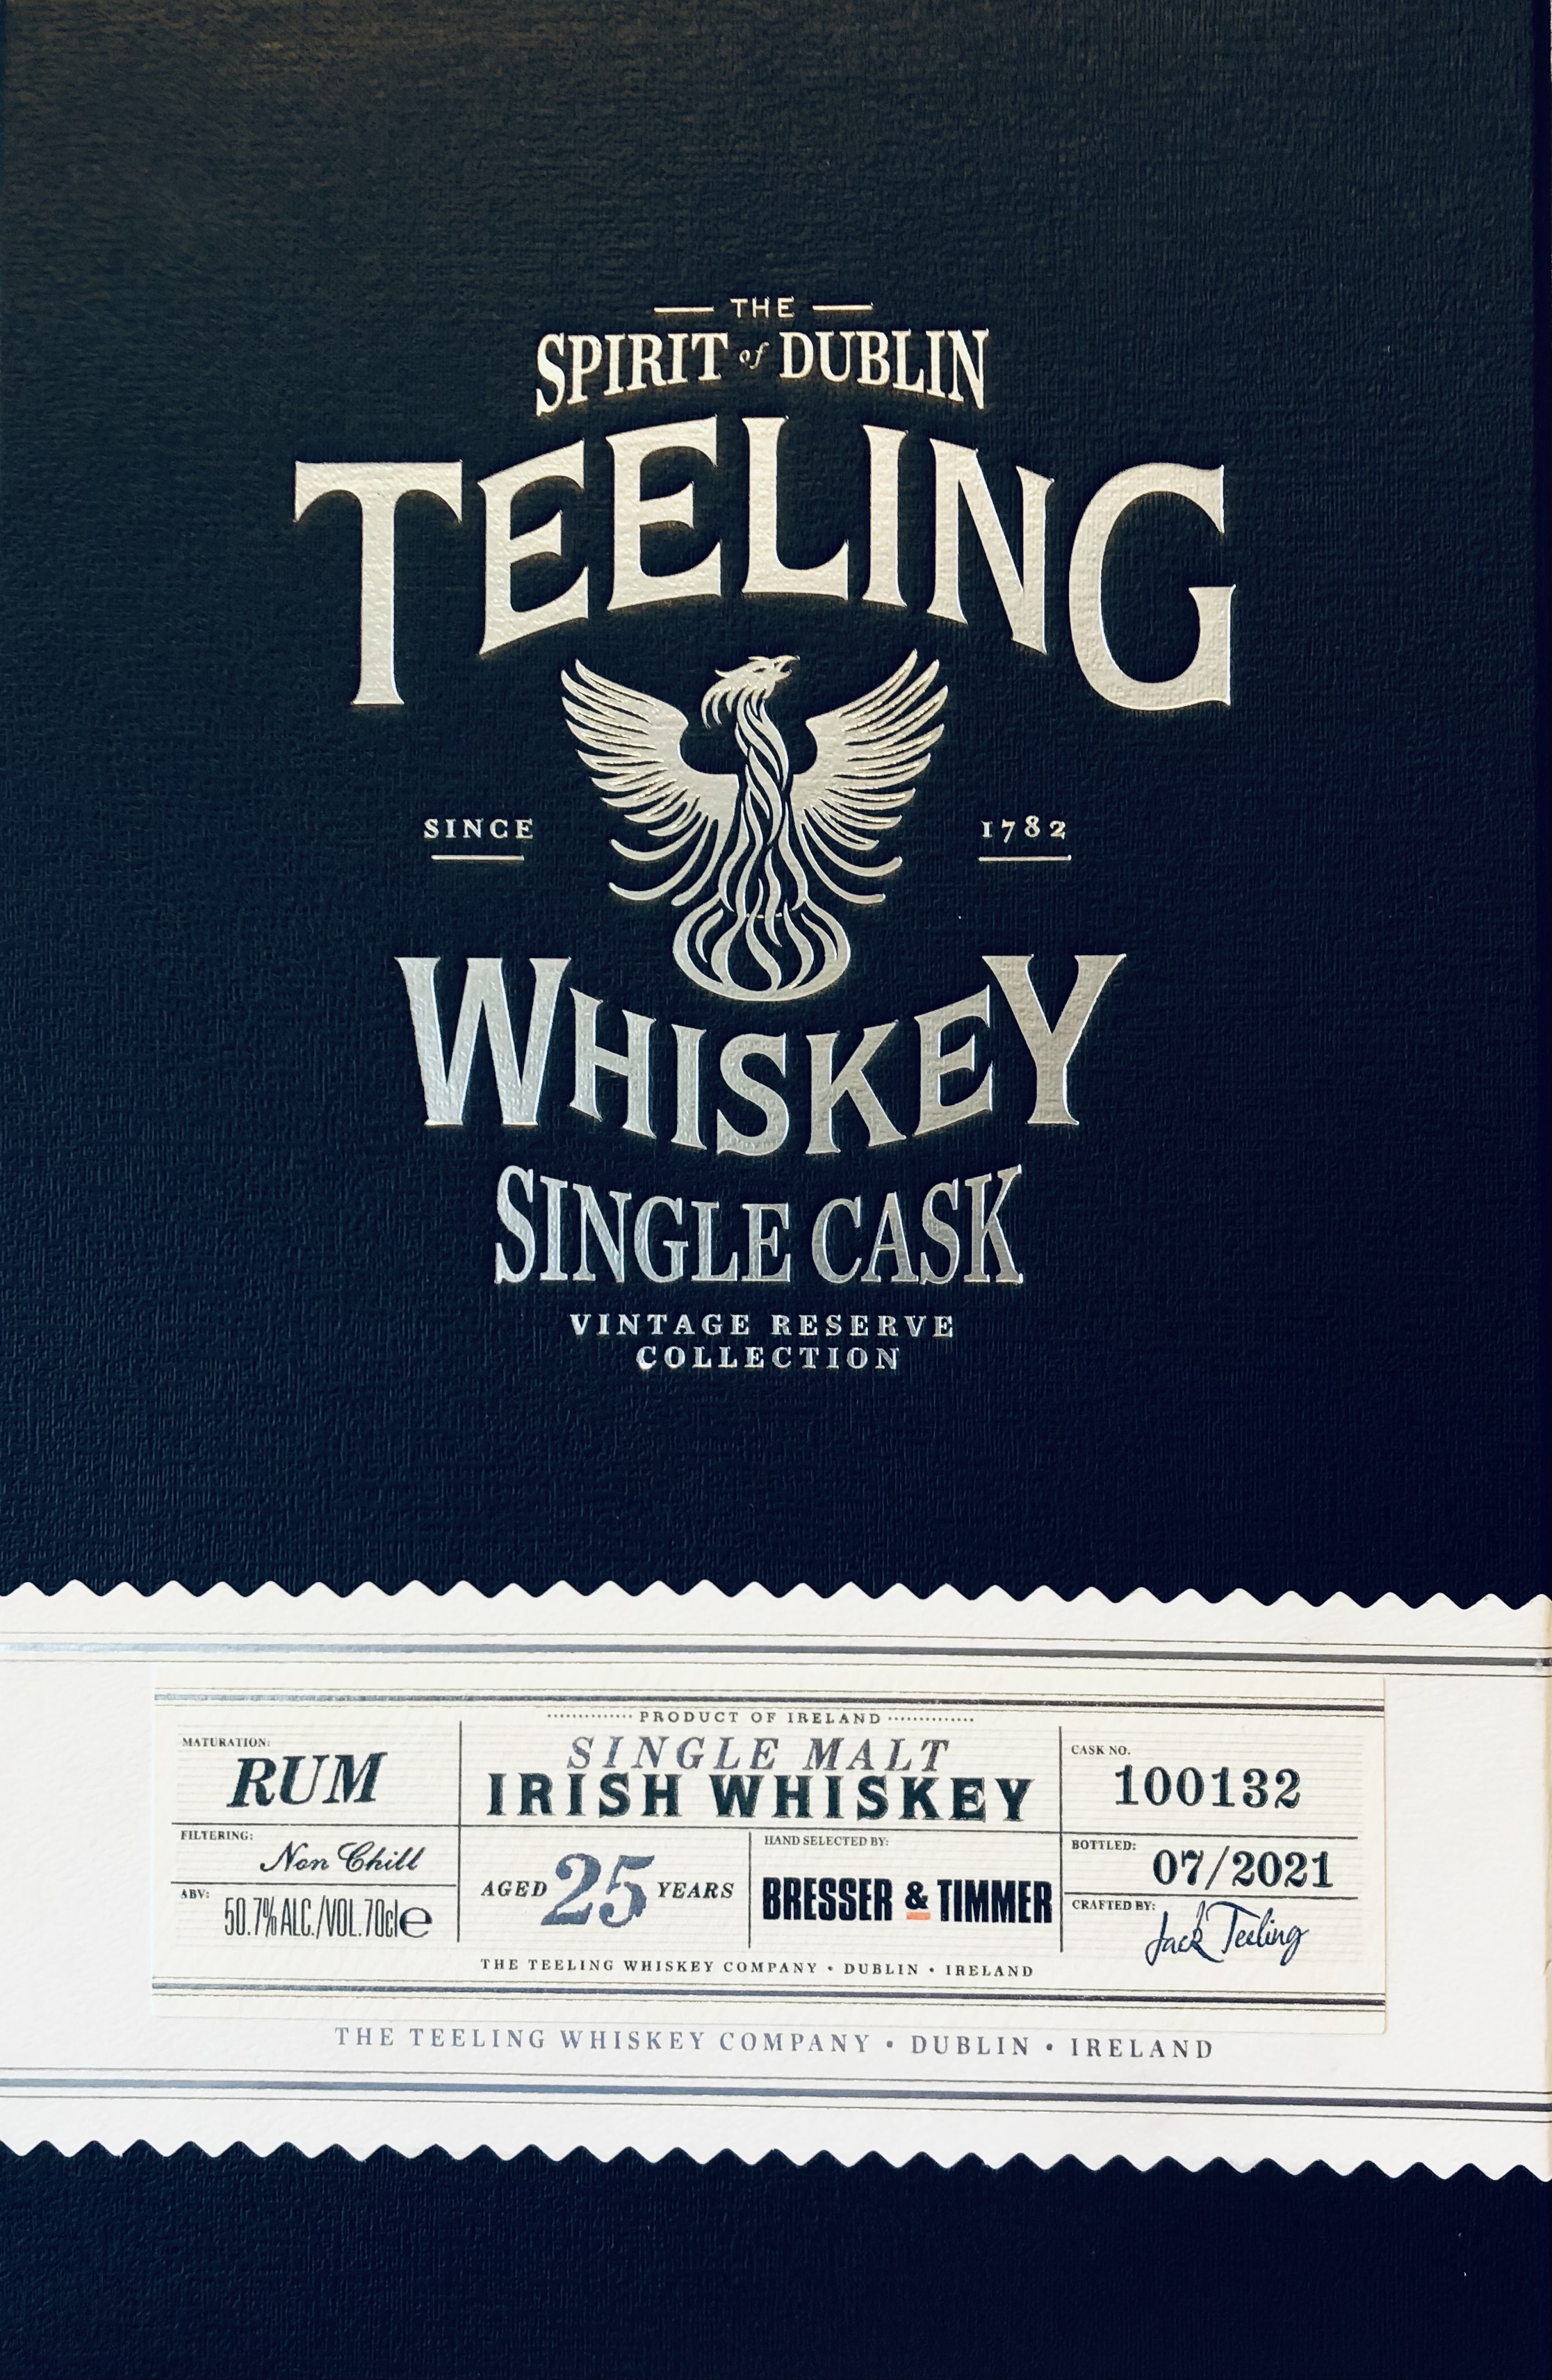 THE
SPIRIT of DUBLIN
TEELING
SINCE 1782
WHISKEY
SINGLE CASK
VINTAGE RESERVE
COLLECTION
PRODUCT OF IRELAND
SINGLE MALT
IRISH WHISKEY
MATURATION:
RUM
FILTERING:
Non Chill
ABV:
50.7% ALC./VOL. 70cl e
AGED 25 YEARS
HAND SELECTED BY:
BRESSER & TIMMER
CASK NO.
100132
BOTTLED:
07/2021
CRAFTED BY:
Jack Teeling
THE TEELING WHISKEY COMPANY • DUBLIN • IRELAND
THE TEELING WHISKEY COMPANY • DUBLIN • IRELAND